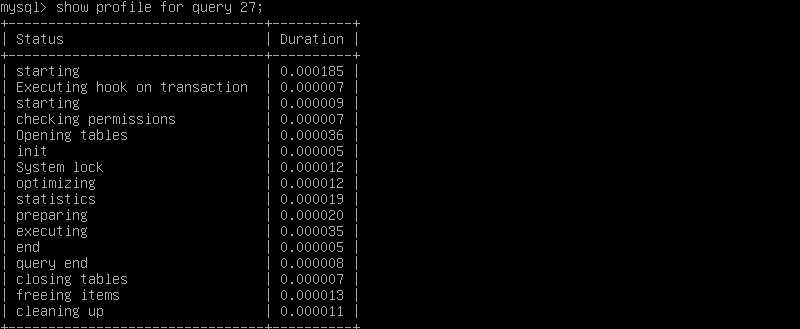 mysql> show profile for query 27;
+--------------------------------+----------+
| Status                         | Duration |
+--------------------------------+----------+
| starting                       | 0.000185 |
| Executing hook on transaction  | 0.000007 |
| starting                       | 0.000009 |
| checking permissions           | 0.000007 |
| Opening tables                 | 0.000036 |
| init                           | 0.000005 |
| System lock                    | 0.000012 |
| optimizing                     | 0.000012 |
| statistics                     | 0.000019 |
| preparing                      | 0.000020 |
| executing                      | 0.000035 |
| end                            | 0.000005 |
| query end                      | 0.000008 |
| closing tables                 | 0.000007 |
| freeing items                  | 0.000013 |
| cleaning up                    | 0.000011 |
+--------------------------------+----------+